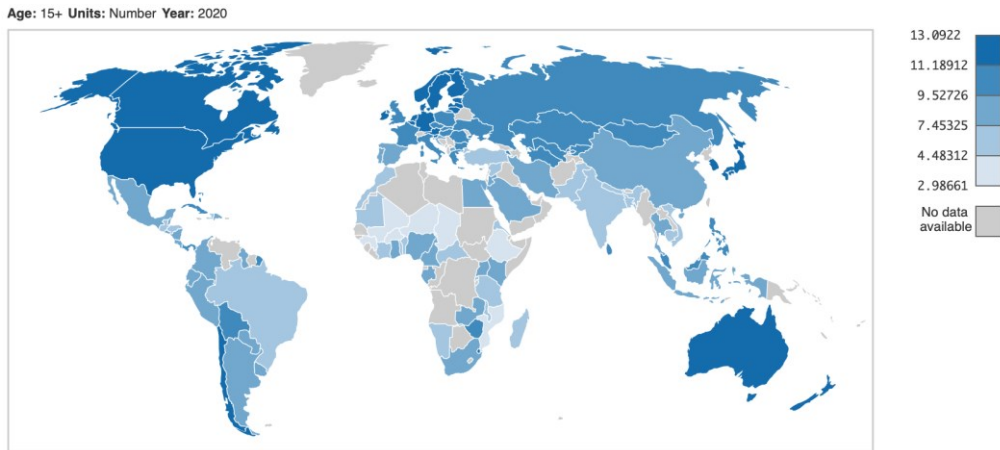 Age: 15+ Units: Number Year: 2020
13.0922
11.18912
9.52726
7.45325
4.48312
2.98661
No data
available